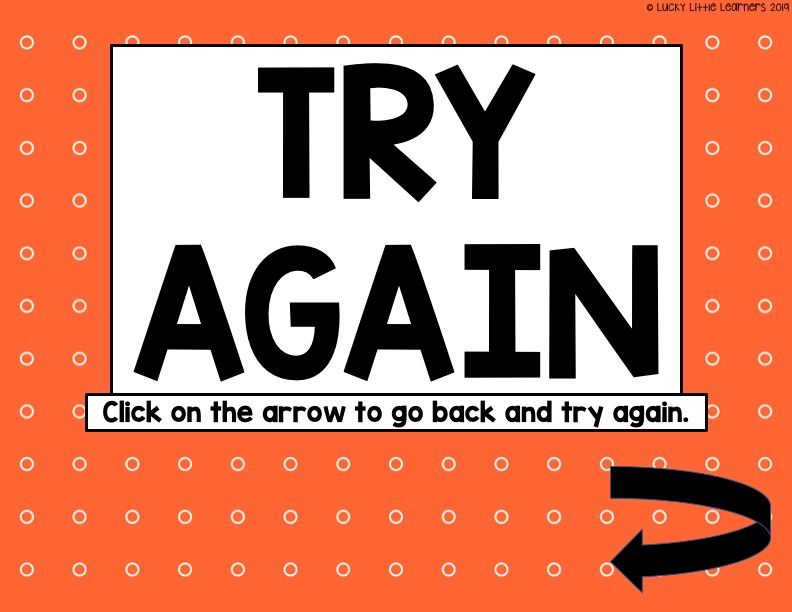 © Lucky Little Learners 2019
TRY
AGAIN
Click on the arrow to go back and try again.